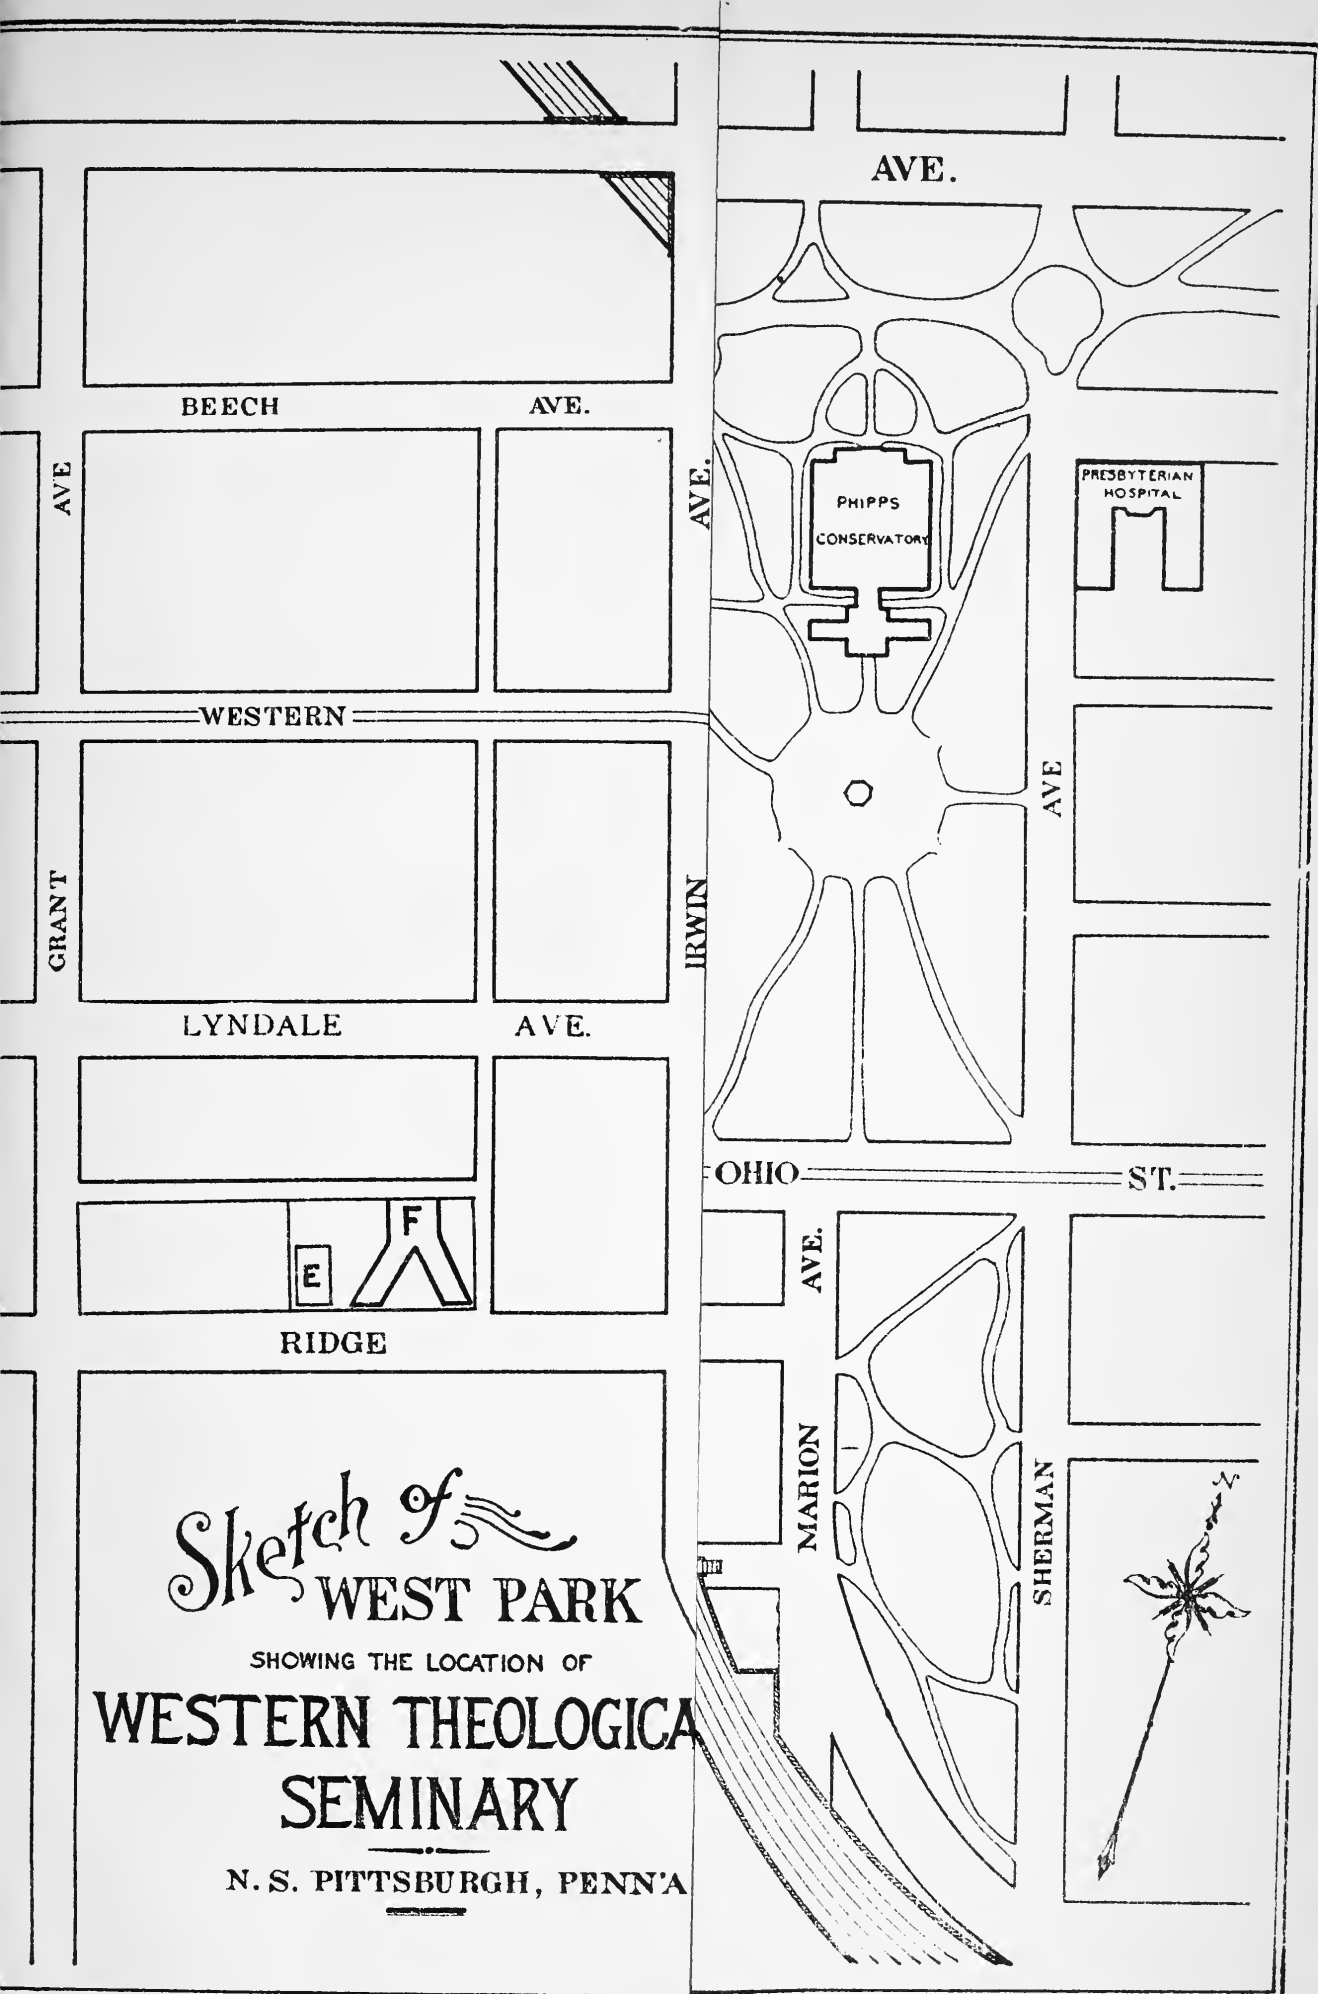 AVE.
BEECH AVE.
AVE
AVE.
PHIPPS
CONSERVATORY
PRESBYTERIAN
HOSPITAL
WESTERN
AVE
GRANT
IRWIN
LYNDALE AVE.
OHIO ST.
F
E
AVE.
RIDGE
MARION
SHERMAN
N
Sketch of
WEST PARK
SHOWING THE LOCATION OF
WESTERN THEOLOGICA
SEMINARY
N. S. PITTSBURGH, PENN'A